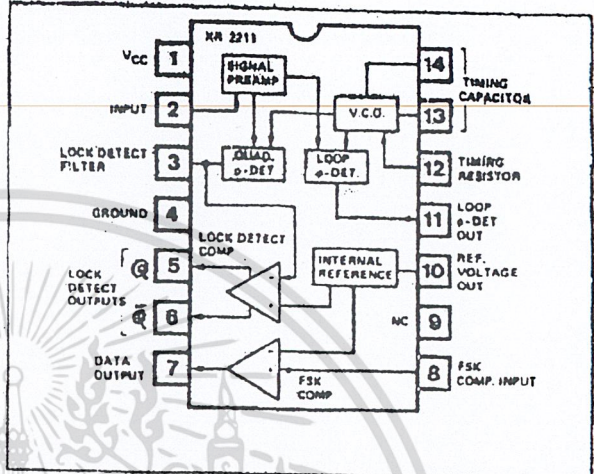 XR 2211
VCC 1
INPUT 2
LOCK DETECT
FILTER 3
GROUND 4
LOCK
DETECT
OUTPUTS
Q 5
Q̅ 6
DATA
OUTPUT 7
SIGNAL
PREAMP
V.C.O.
QUAD
φ-DET
LOOP
φ-DET.
LOCK DETECT
COMP
INTERNAL
REFERENCE
-
+
-
+
FSK
COMP
14
13
TIMING
CAPACITOR
12 TIMING
RESISTOR
11 LOOP
φ-DET
OUT
10 REF.
VOLTAGE
OUT
NC 9
8 FSK
COMP. INPUT